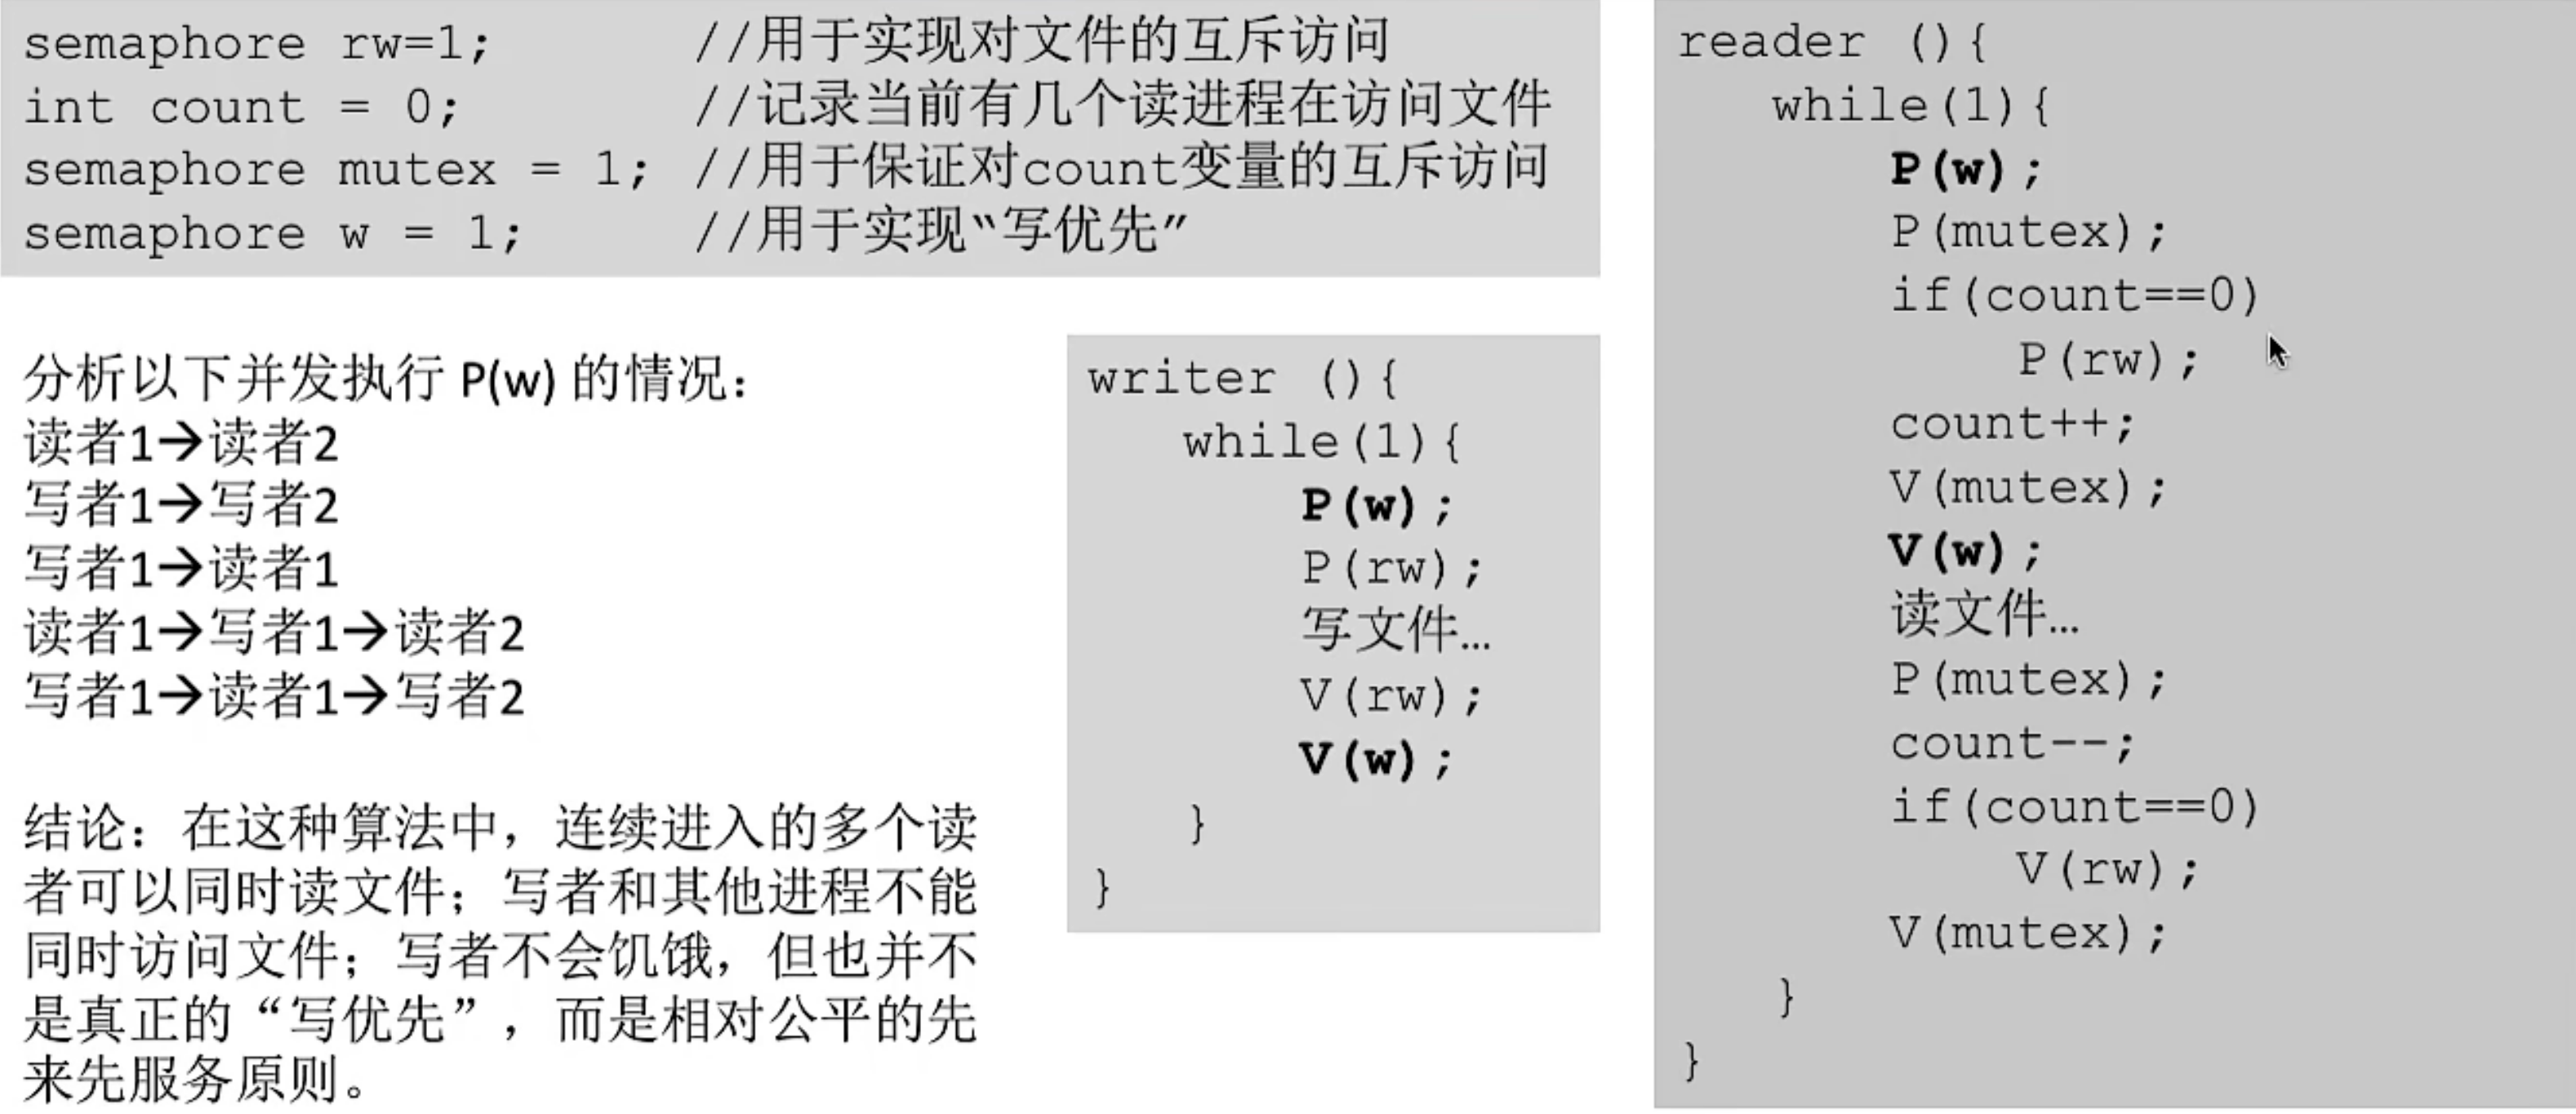 semaphore rw=1; //用于实现对文件的互斥访问
int count = 0; //记录当前有几个读进程在访问文件
semaphore mutex = 1; //用于保证对count变量的互斥访问
semaphore w = 1; //用于实现“写优先”
分析以下并发执行 P(w) 的情况：
读者1→读者2
写者1→写者2
写者1→读者1
读者1→写者1→读者2
写者1→读者1→写者2
结论：在这种算法中，连续进入的多个读
者可以同时读文件；写者和其他进程不能
同时访问文件；写者不会饥饿，但也并不
是真正的“写优先”，而是相对公平的先
来先服务原则。
writer (){
while(1){
P(w);
P(rw);
写文件…
V(rw);
V(w);
}
}
reader (){
while(1){
P(w);
P(mutex);
if(count==0)
P(rw);
count++;
V(mutex);
V(w);
读文件…
P(mutex);
count--;
if(count==0)
V(rw);
V(mutex);
}
}